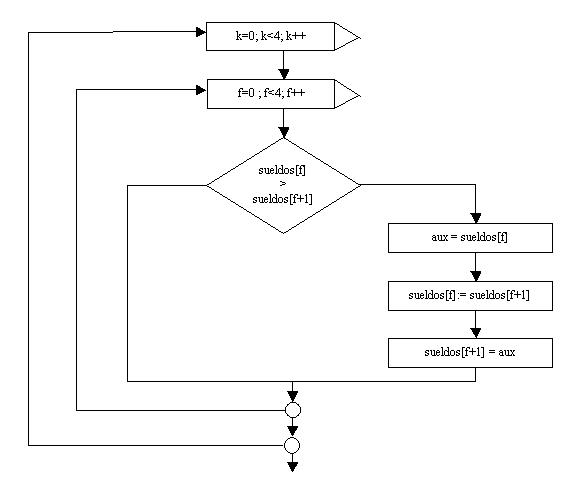 k=0; k<4; k++
f=0 ; f<4; f++
sueldos[f]
>
sueldos[f+1]
aux = sueldos[f]
sueldos[f]:= sueldos[f+1]
sueldos[f+1] = aux